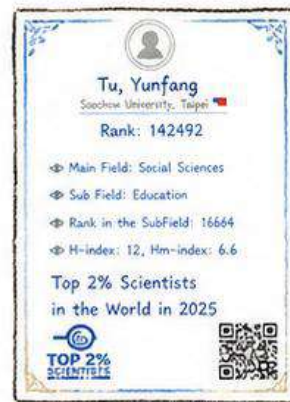 Tu, Yunfang
Soochow University, Taipei
Rank: 142492
Main Field: Social Sciences
Sub Field: Education
Rank in the SubField: 16664
H-index: 12, Hm-index: 6.6
Top 2% Scientists
in the World in 2025
TOP 2%
SCIENTISTS